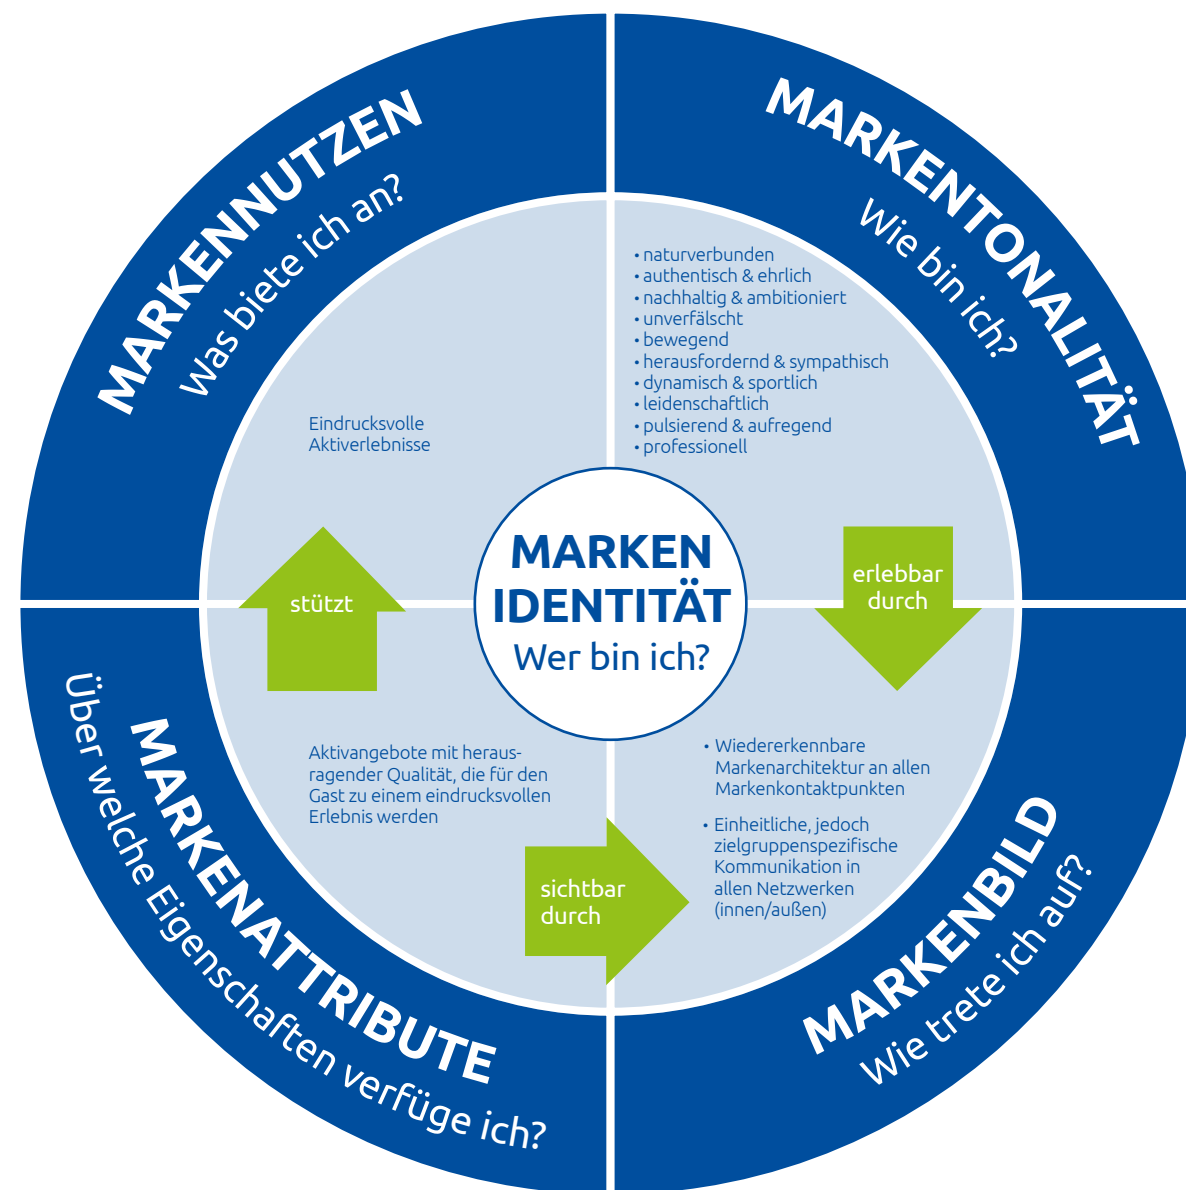 MARKENNUTZEN
Was biete ich an?
Eindrucksvolle
Aktiverlebnisse
MARKENTONALITÄT
Wie bin ich?
• naturverbunden
• authentisch & ehrlich
• nachhaltig & ambitioniert
• unverfälscht
• bewegend
• herausfordernd & sympathisch
• dynamisch & sportlich
• leidenschaftlich
• pulsierend & aufregend
• professionell
MARKEN
IDENTITÄT
Wer bin ich?
stützt
erlebbar
durch
MARKENATTRIBUTE
Über welche Eigenschaften verfüge ich?
Aktivangebote mit heraus-
ragender Qualität, die für den
Gast zu einem eindrucksvollen
Erlebnis werden
sichtbar
durch
• Wiedererkennbare
Markenarchitektur an allen
Markenkontaktpunkten
• Einheitliche, jedoch
zielgruppenspezifische
Kommunikation in
allen Netzwerken
(innen/außen)
MARKENBILD
Wie trete ich auf?